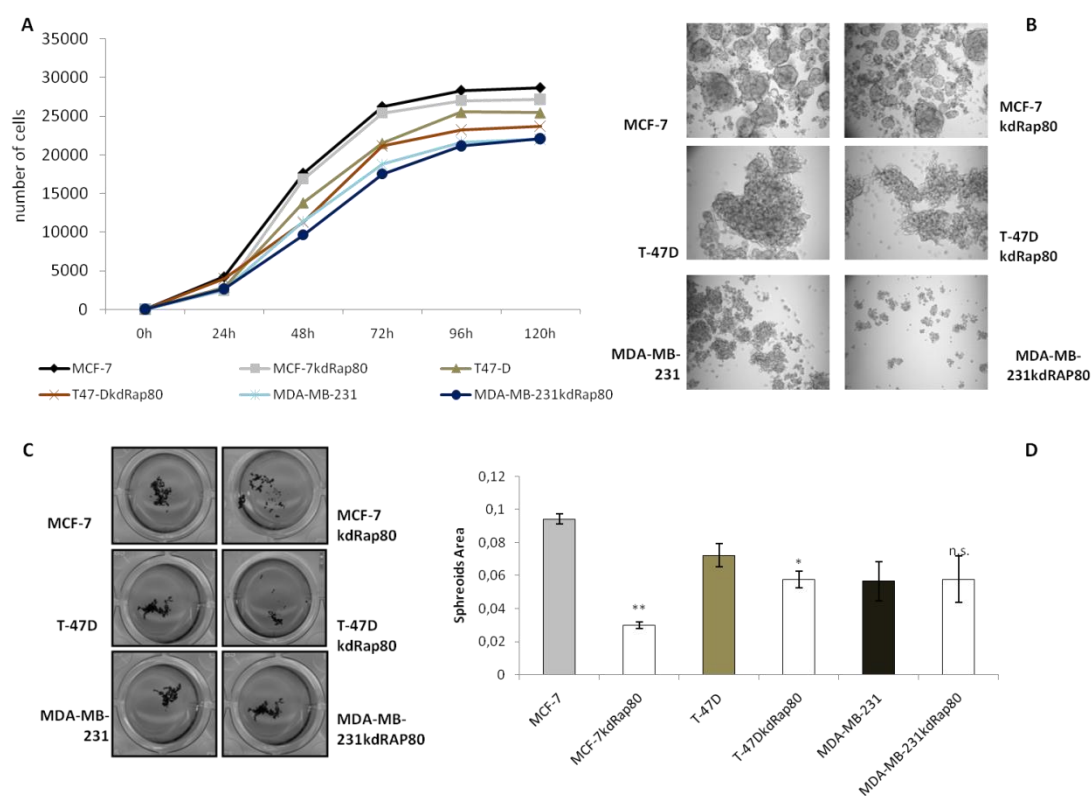 A
35000
30000
25000
20000
15000
10000
5000
0
number of cells
0h 24h 48h 72h 96h 120h
MCF-7 MCF-7kdRap80 T47-D
T47-DkdRap80 MDA-MB-231 MDA-MB-231kdRap80
B
MCF-7
MCF-7
kdRap80
T-47D
T-47D
kdRap80
MDA-MB-
231
MDA-MB-
231kdRAP80
C
MCF-7
MCF-7
kdRap80
T-47D
T-47D
kdRap80
MDA-MB-
231
MDA-MB-
231kdRAP80
D
0,12
0,1
0,08
0,06
0,04
0,02
0
Sphreoids Area
**
*
n.s.
MCF-7
MCF-7kdRap80
T-47D
T-47DkdRap80
MDA-MB-231
MDA-MB-231kdRap80